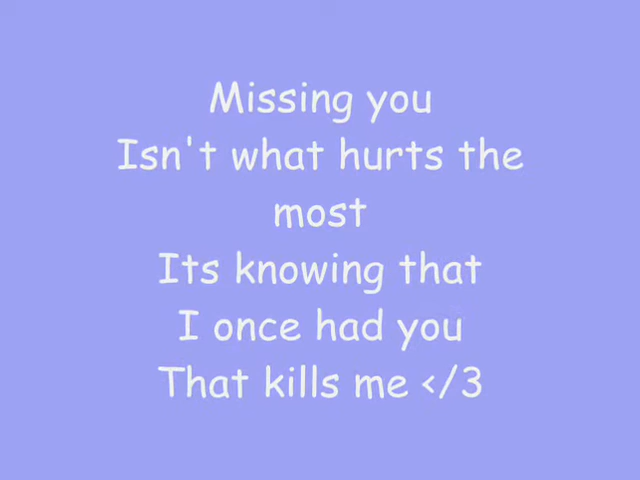 Missing you
Isn't what hurts the
most
Its knowing that
I once had you
That kills me </3